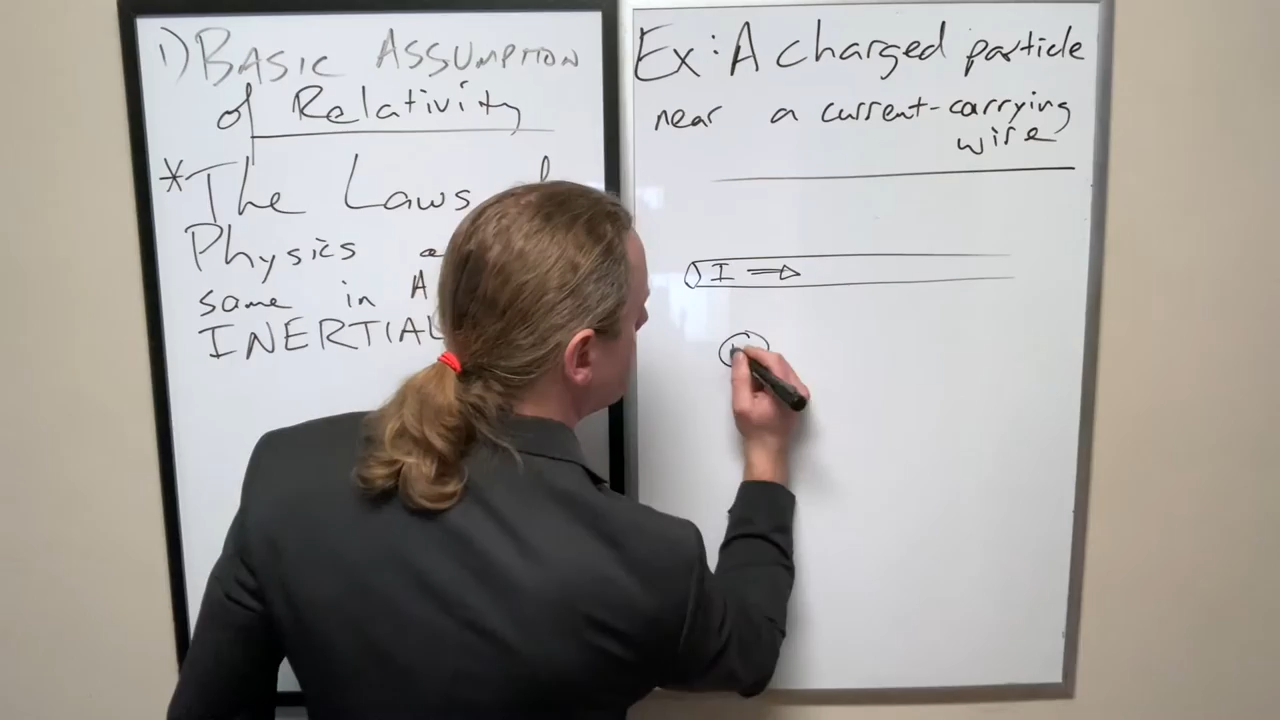 1) BASIC ASSUMPTION
of Relativity
* The Laws
Physics
same in
INERTIAL
Ex: A charged particle
near a current-carrying
wire
I